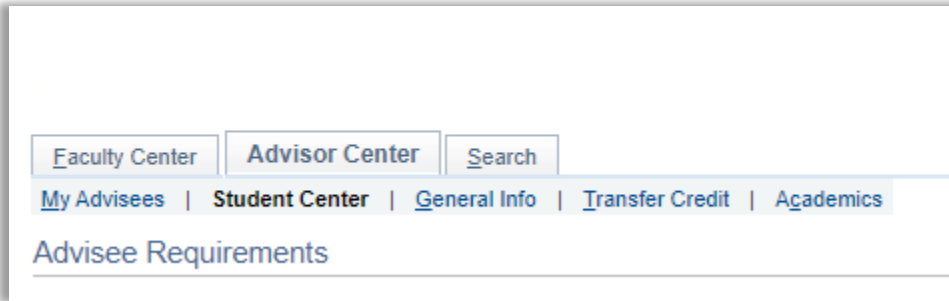 Faculty Center Advisor Center Search
My Advisees | Student Center | General Info | Transfer Credit | Academics
Advisee Requirements